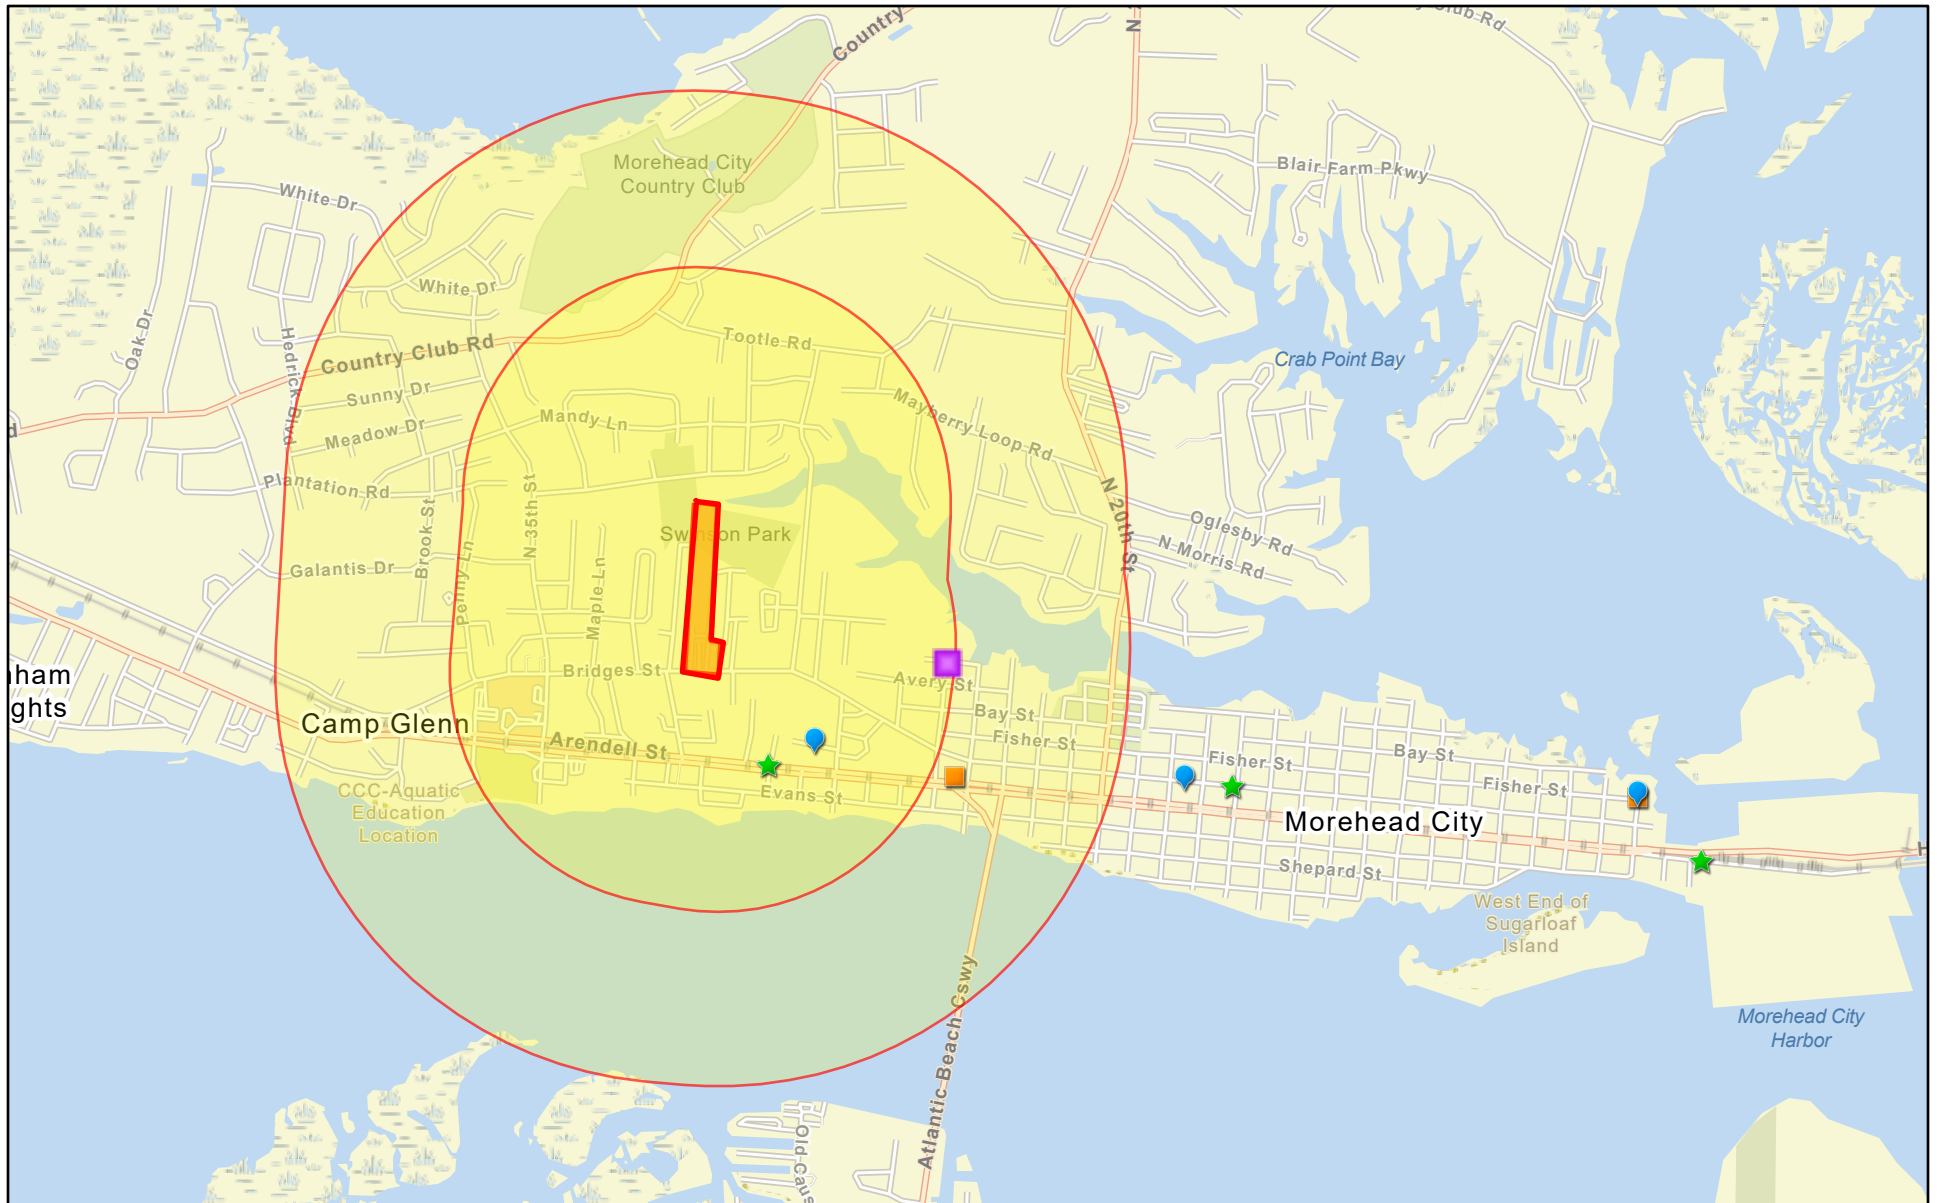 Country
N
y Club Rd
Morehead City
Country Club
Blair Farm Pkwy
White Dr
White Dr
Oak Dr
Hedrick Blvd
Country Club Rd
Tootle Rd
Crab Point Bay
Sunny Dr
Meadow Dr
Mandy Ln
Mayberry Loop Rd
d
Plantation Rd
N 35th St
Brook St
N 20th St
Oglesby Rd
N Morris Rd
Swinson Park
Galantis Dr
Penny Ln
Maple Ln
Bridges St
Avery St
nham
ghts
Camp Glenn
Arendell St
Bay St
Fisher St
Evans St
Fisher St
Bay St
Fisher St
CCC-Aquatic
Education
Location
Morehead City
Shepard St
H
West End of
Sugarloaf
Island
Atlantic Beach Cswy
Morehead City
Harbor
Old Caus